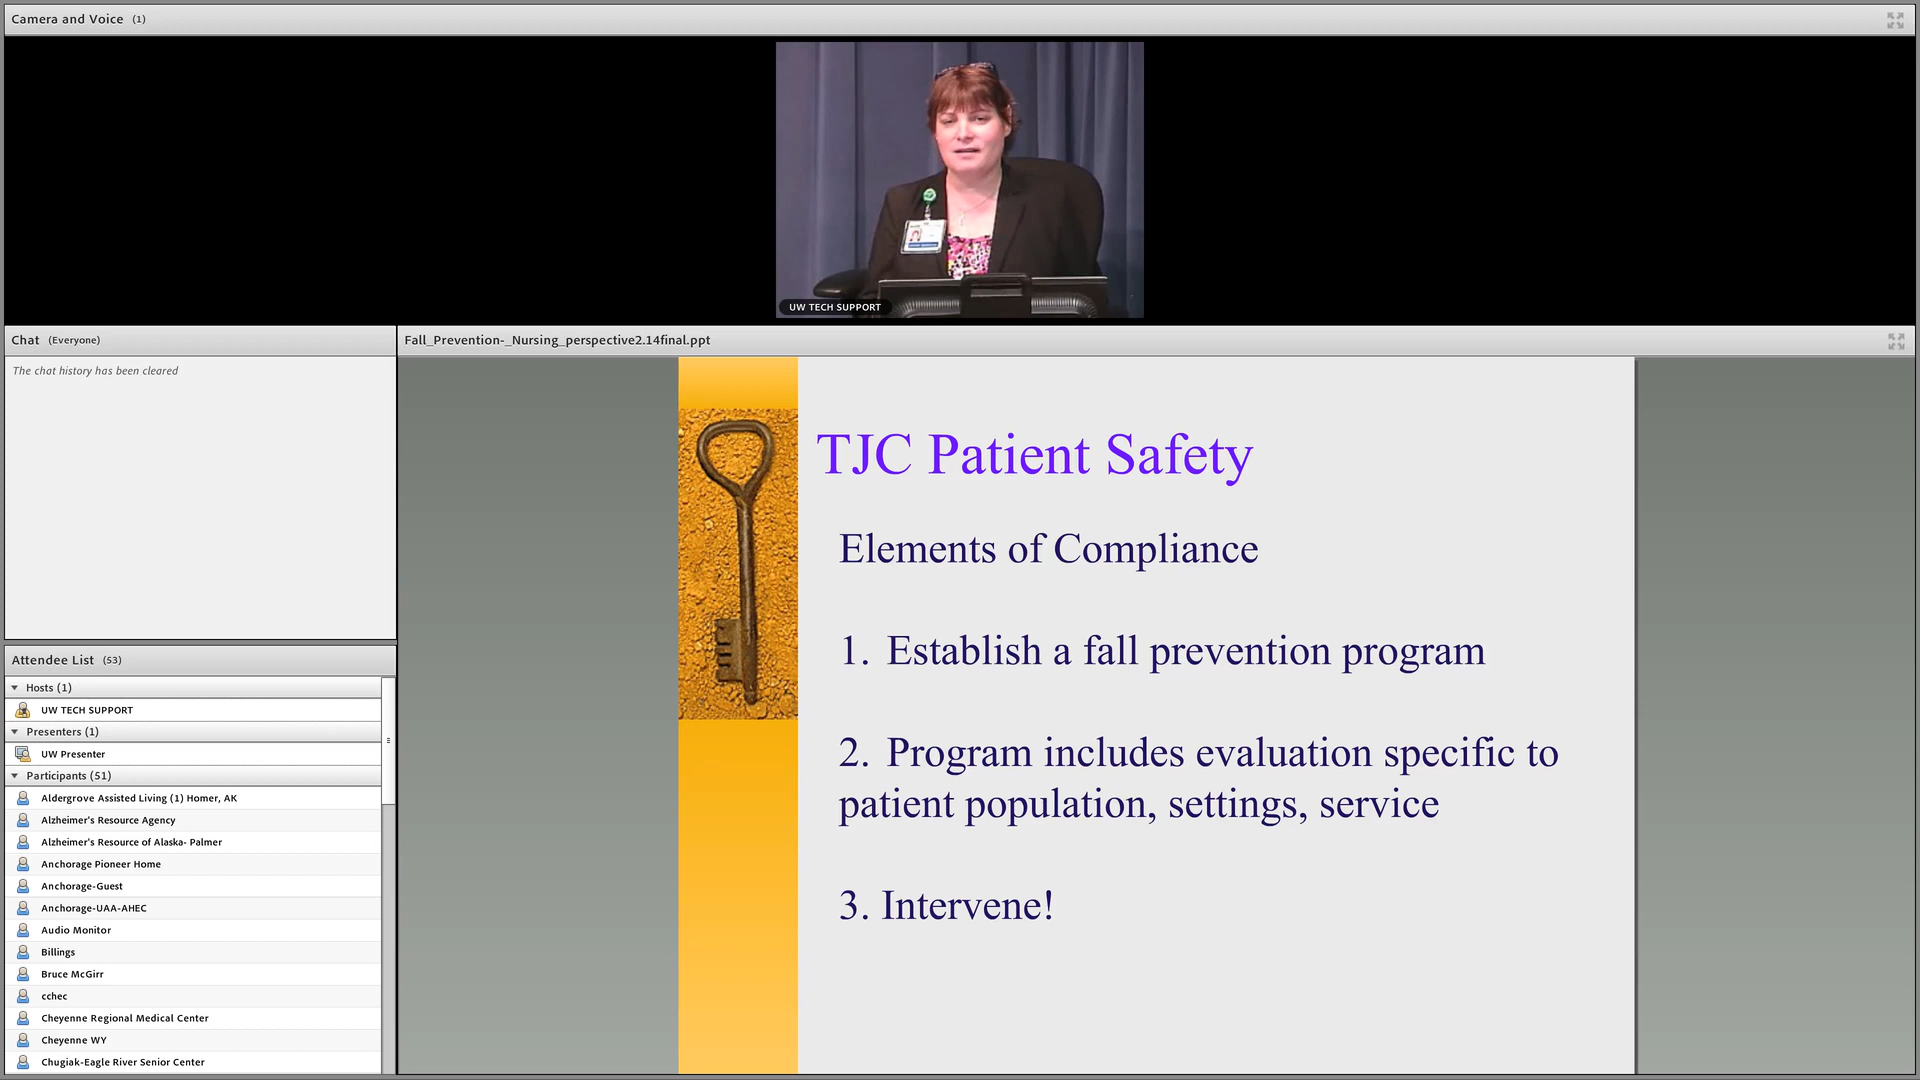 Camera and Voice (1)
UW TECH SUPPORT
Chat (Everyone)
The chat history has been cleared
Attendee List (53)
Hosts (1)
UW TECH SUPPORT
Presenters (1)
UW Presenter
Participants (51)
Aldergrove Assisted Living (1) Homer, AK
Alzheimer's Resource Agency
Alzheimer's Resource of Alaska- Palmer
Anchorage Pioneer Home
Anchorage-Guest
Anchorage-UAA-AHEC
Audio Monitor
Billings
Bruce McGirr
cchec
Cheyenne Regional Medical Center
Cheyenne WY
Chugiak-Eagle River Senior Center
Fall_Prevention-_Nursing_perspective2.14final.ppt
TJC Patient Safety
Elements of Compliance
1. Establish a fall prevention program
2. Program includes evaluation specific to
patient population, settings, service
3. Intervene!